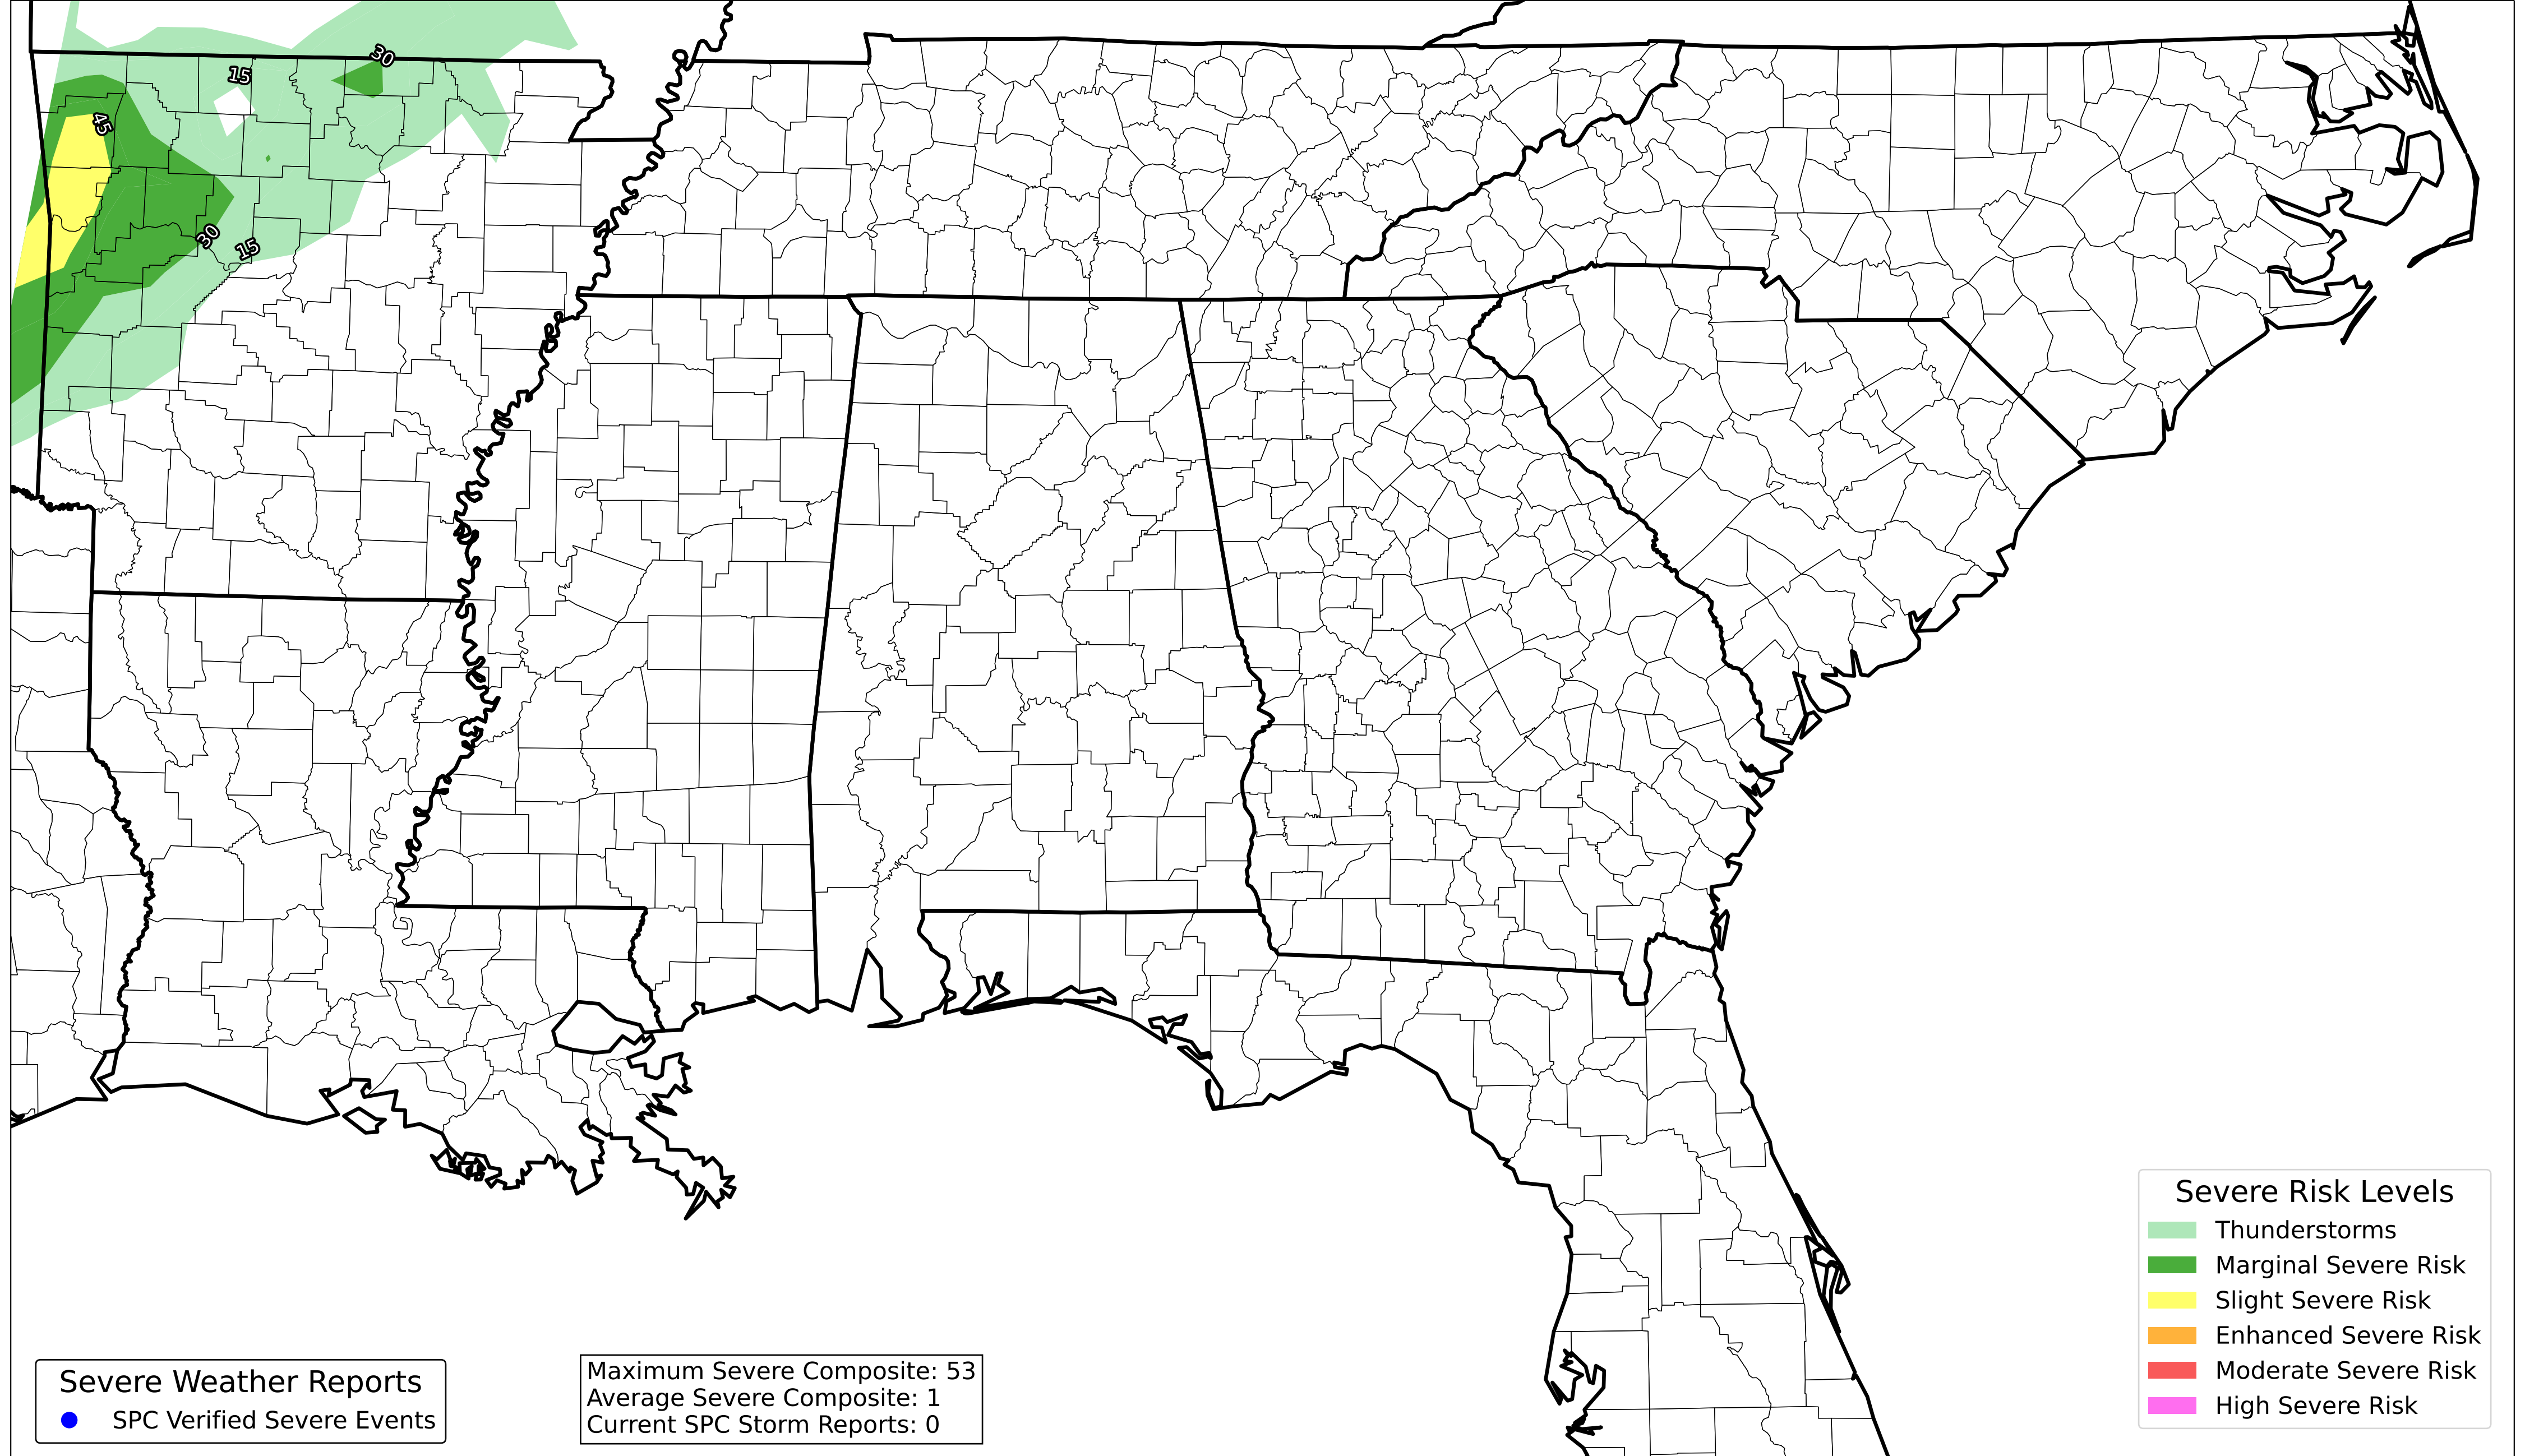 30
15
45
30
15
Severe Risk Levels
Thunderstorms
Marginal Severe Risk
Slight Severe Risk
Enhanced Severe Risk
Moderate Severe Risk
High Severe Risk
Severe Weather Reports
SPC Verified Severe Events
Maximum Severe Composite: 53
Average Severe Composite: 1
Current SPC Storm Reports: 0